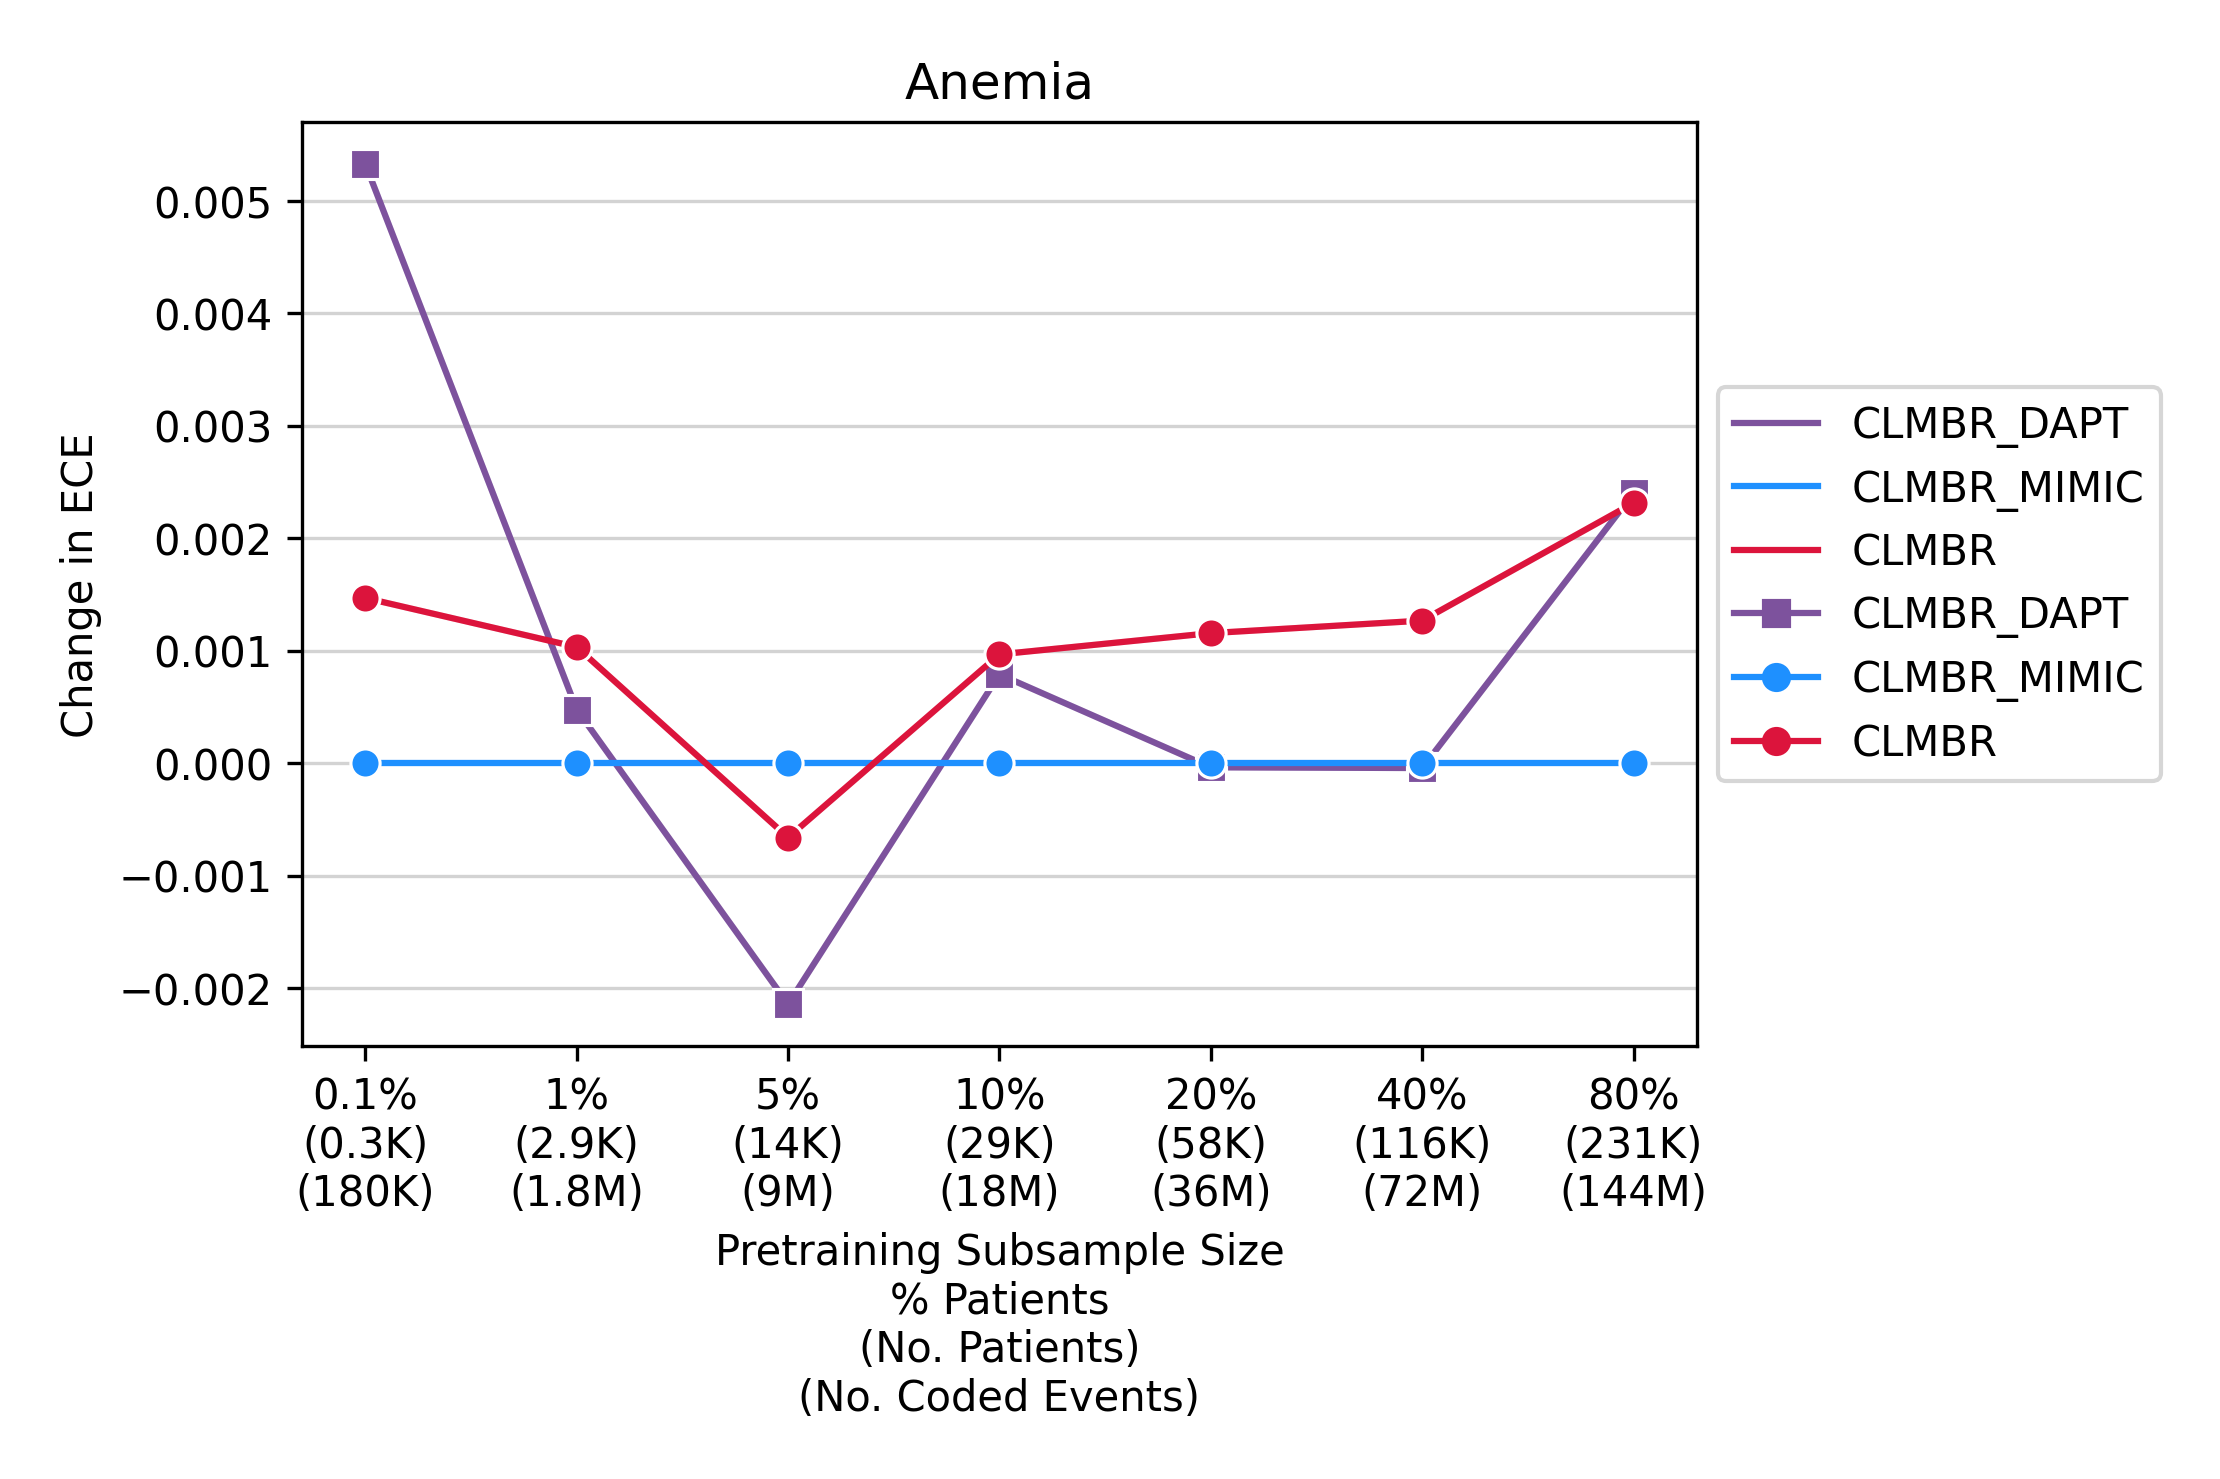 Anemia
Change in ECE
0.005
0.004
0.003
0.002
0.001
0.000
−0.001
−0.002
0.1% 1% 5% 10% 20% 40% 80%
(0.3K) (2.9K) (14K) (29K) (58K) (116K) (231K)
(180K) (1.8M) (9M) (18M) (36M) (72M) (144M)
Pretraining Subsample Size
% Patients
(No. Patients)
(No. Coded Events)
CLMBR_DAPT
CLMBR_MIMIC
CLMBR
CLMBR_DAPT
CLMBR_MIMIC
CLMBR